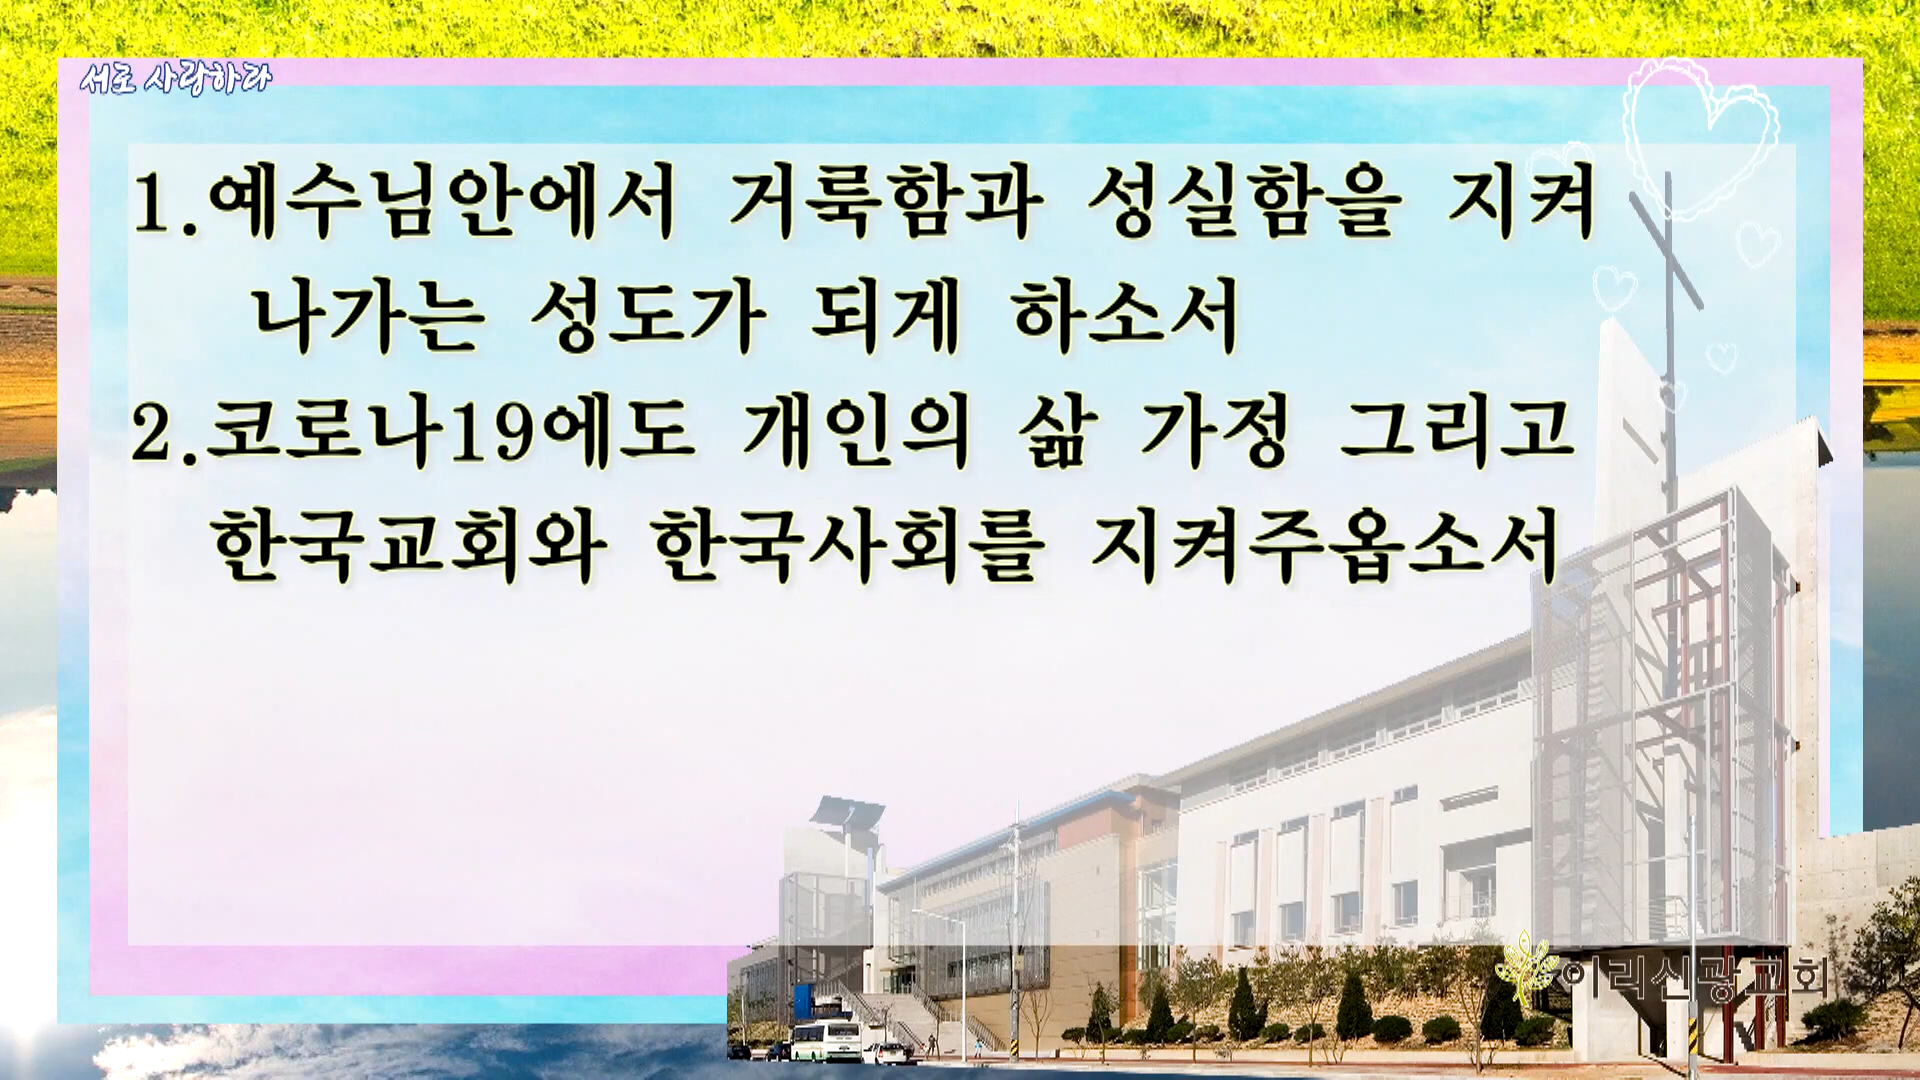 서로 사랑하라
1.예수님안에서 거룩함과 성실함을 지켜
나가는 성도가 되게 하소서
2.코로나19에도 개인의 삶 가정 그리고
한국교회와 한국사회를 지켜주옵소서
이리신광교회